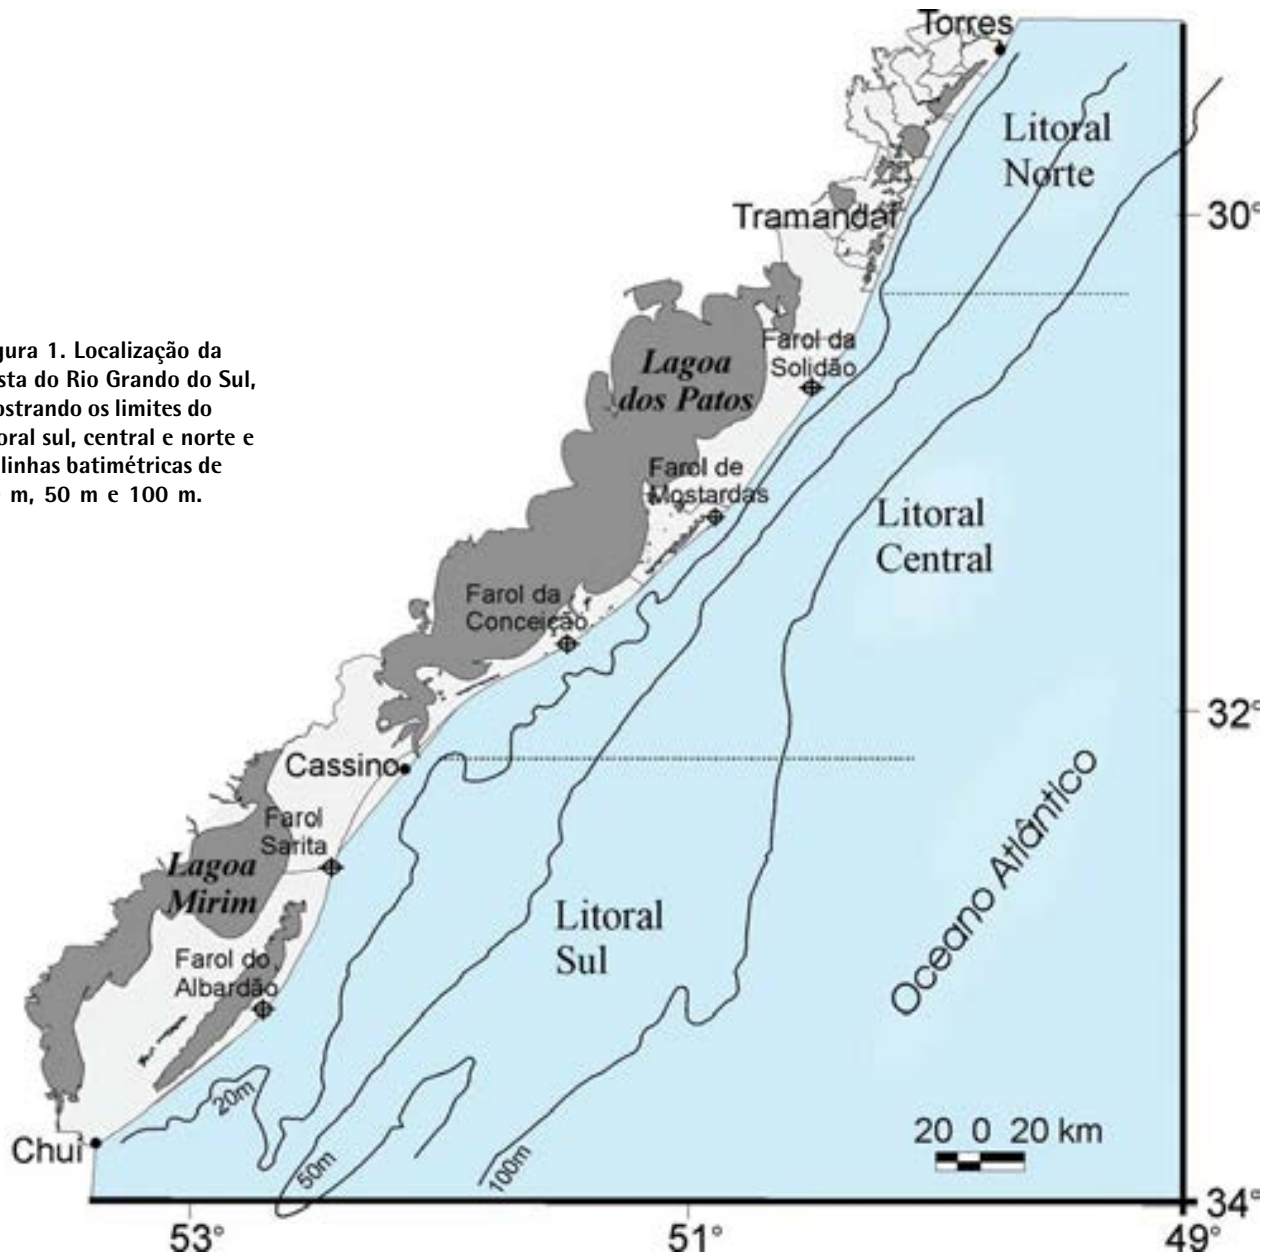 Torres
Litoral
Norte
30°
Tramandaí
Farol da
Solidão
Lagoa
dos Patos
gura 1. Localização da
sta do Rio Grando do Sul,
ostrando os limites do
oral sul, central e norte e
linhas batimétricas de
m, 50 m e 100 m.
Farol de
Mostardas
Litoral
Central
Farol da
Conceição
32°
Cassino
Farol
Sarita
Lagoa
Mirim
Oceano Atlântico
Litoral
Sul
Farol do
Albardão
20m
50m
100m
Chuí
20 0 20 km
34°
53°
51°
49°